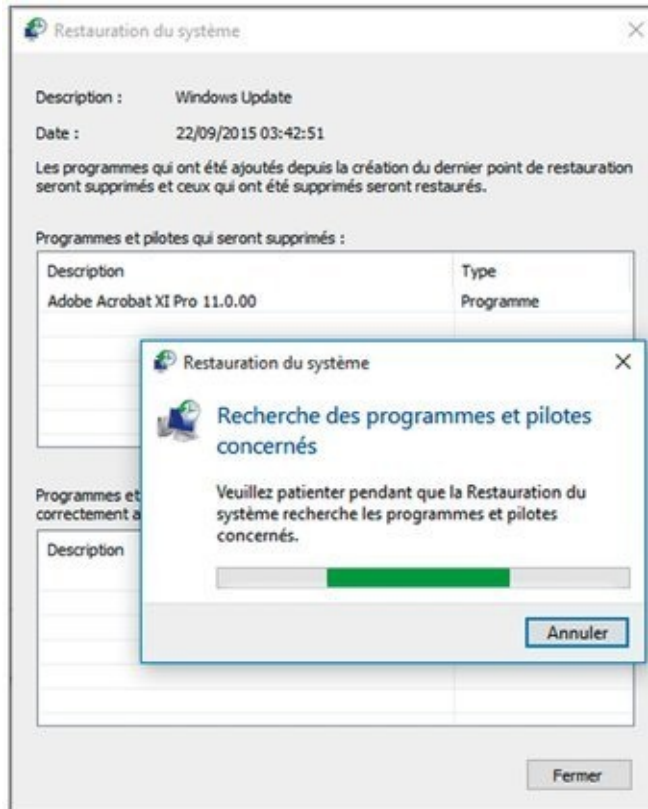 Restauration du système
Description : Windows Update
Date : 22/09/2015 03:42:51
Les programmes qui ont été ajoutés depuis la création du dernier point de restauration
seront supprimés et ceux qui ont été supprimés seront restaurés.
Programmes et pilotes qui seront supprimés :
Description Type
Adobe Acrobat XI Pro 11.0.00 Programme
Restauration du système
Recherche des programmes et pilotes
concernés
Veuillez patienter pendant que la Restauration du
système recherche les programmes et pilotes
concernés.
Annuler
Programmes et
correctement a
Description
Fermer